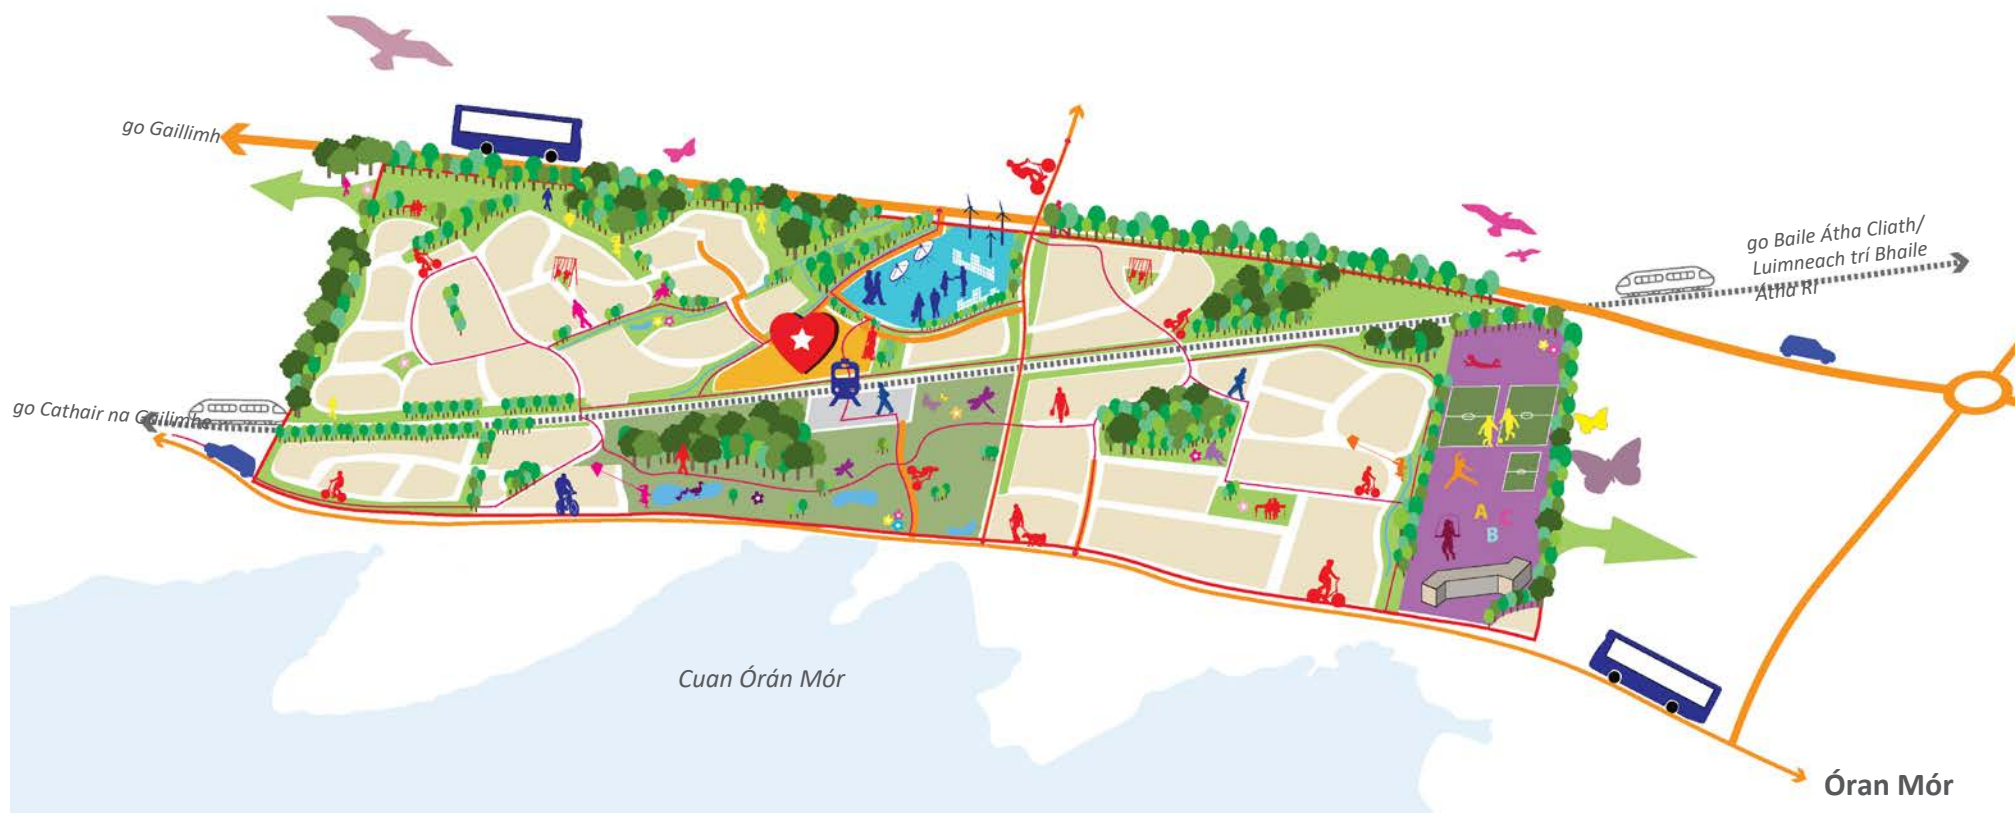 go Gaillimh
go Baile Átha Cliath/
Luimneach trí Bhaile
Átha Rí
go Cathair na Gailimhe
A
C
B
Cuan Órán Mór
Óran Mór